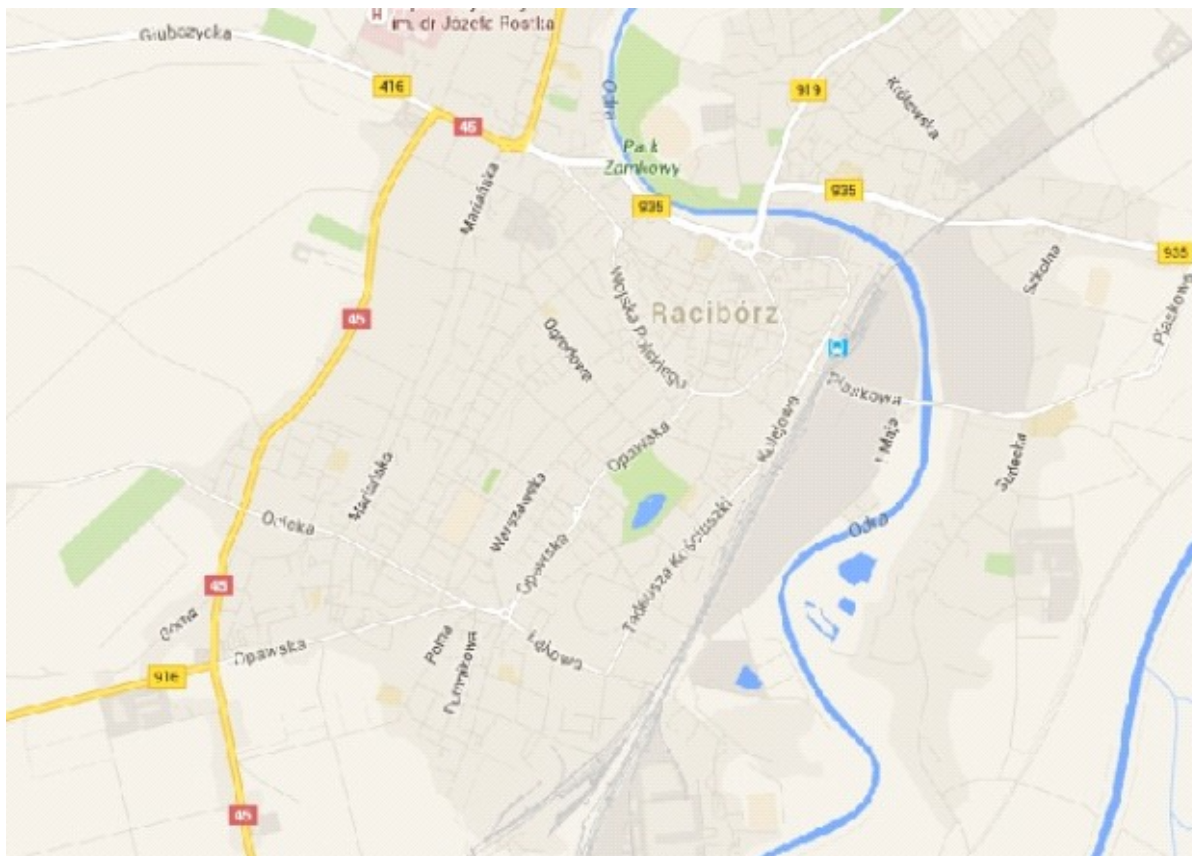 im. dr Józefa Rostka
Głubczycka
416
45
919
Królewska
Odra
Park
Zamkowy
935
935
Mariańska
935
Szkolna
Piaskowa
45
Wojska Polskiego
Racibórz
Ogrodowa
Piaskowa
Kolejowa
1 Maja
Opawska
Sudecka
Mariańska
Warszawska
Ocicka
Odra
Tadeusza Kościuszki
Opawska
45
Polna
Łąkowa
Opawska
916
45